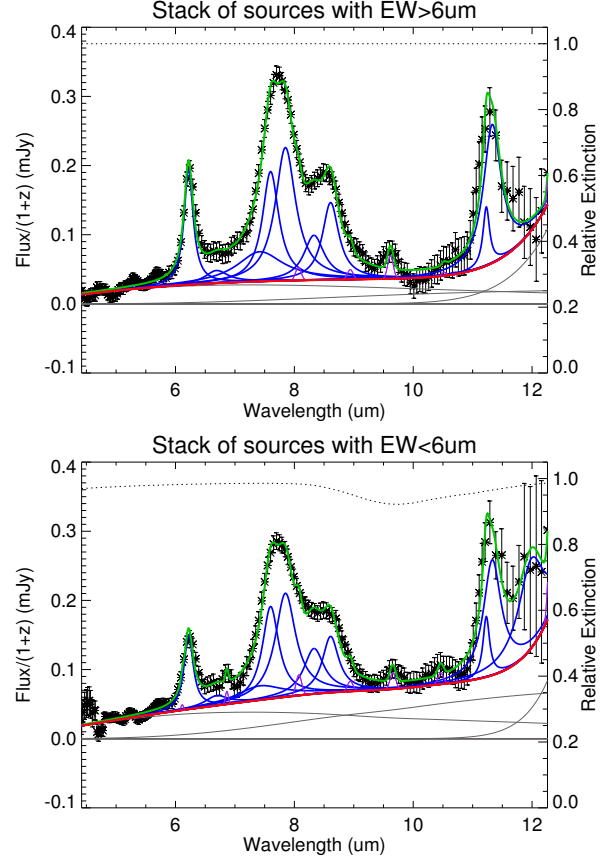 Stack of sources with EW>6um
0.4
0.3
0.2
0.1
0.0
-0.1
Flux/(1+z) (mJy)
1.0
0.8
0.6
0.4
0.2
0.0
Relative Extinction
6 8 10 12
Wavelength (um)
Stack of sources with EW<6um
0.4
0.3
0.2
0.1
0.0
-0.1
Flux/(1+z) (mJy)
1.0
0.8
0.6
0.4
0.2
0.0
Relative Extinction
6 8 10 12
Wavelength (um)